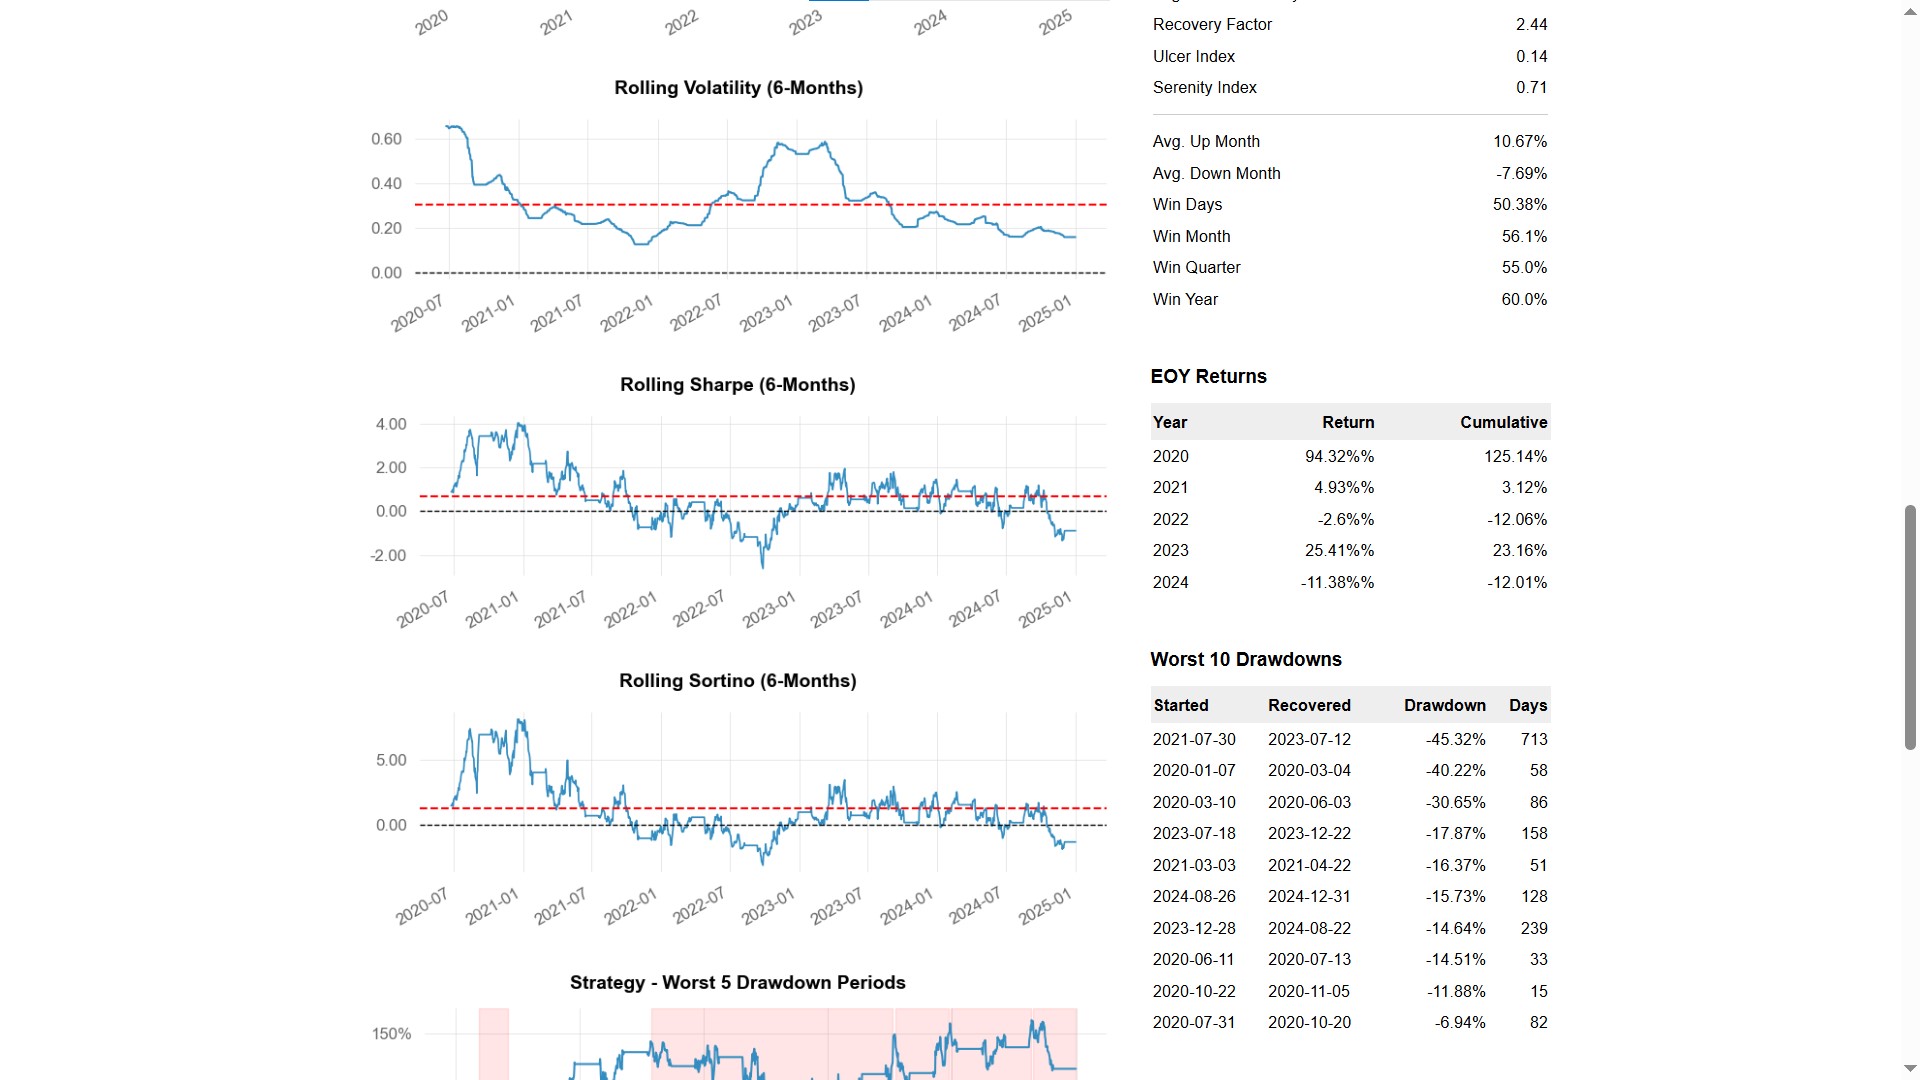 2020 2021 2022 2023 2024 2025
Rolling Volatility (6-Months)
0.60
0.40
0.20
0.00
2020-07 2021-01 2021-07 2022-01 2022-07 2023-01 2023-07 2024-01 2024-07 2025-01
Rolling Sharpe (6-Months)
4.00
2.00
0.00
-2.00
2020-07 2021-01 2021-07 2022-01 2022-07 2023-01 2023-07 2024-01 2024-07 2025-01
Rolling Sortino (6-Months)
5.00
0.00
2020-07 2021-01 2021-07 2022-01 2022-07 2023-01 2023-07 2024-01 2024-07 2025-01
Strategy - Worst 5 Drawdown Periods
150%
Recovery Factor 2.44
Ulcer Index 0.14
Serenity Index 0.71
Avg. Up Month 10.67%
Avg. Down Month -7.69%
Win Days 50.38%
Win Month 56.1%
Win Quarter 55.0%
Win Year 60.0%
EOY Returns
Year Return Cumulative
2020 94.32%% 125.14%
2021 4.93%% 3.12%
2022 -2.6%% -12.06%
2023 25.41%% 23.16%
2024 -11.38%% -12.01%
Worst 10 Drawdowns
Started Recovered Drawdown Days
2021-07-30 2023-07-12 -45.32% 713
2020-01-07 2020-03-04 -40.22% 58
2020-03-10 2020-06-03 -30.65% 86
2023-07-18 2023-12-22 -17.87% 158
2021-03-03 2021-04-22 -16.37% 51
2024-08-26 2024-12-31 -15.73% 128
2023-12-28 2024-08-22 -14.64% 239
2020-06-11 2020-07-13 -14.51% 33
2020-10-22 2020-11-05 -11.88% 15
2020-07-31 2020-10-20 -6.94% 82